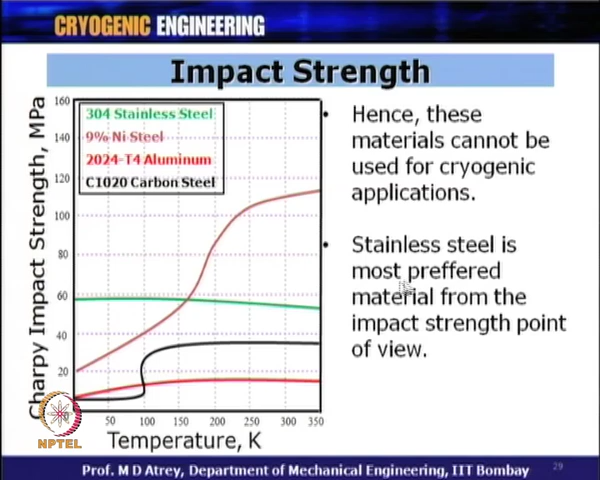 CRYOGENIC ENGINEERING
Impact Strength
Charpy Impact Strength, MPa
160
140
120
100
80
60
40
20
304 Stainless Steel
9% Ni Steel
2024-T4 Aluminum
C1020 Carbon Steel
50 100 150 200 250 300 350
Temperature, K
• Hence, these
materials cannot be
used for cryogenic
applications.
• Stainless steel is
most preffered
material from the
impact strength point
of view.
NPTEL
Prof. M D Atrey, Department of Mechanical Engineering, IIT Bombay
29